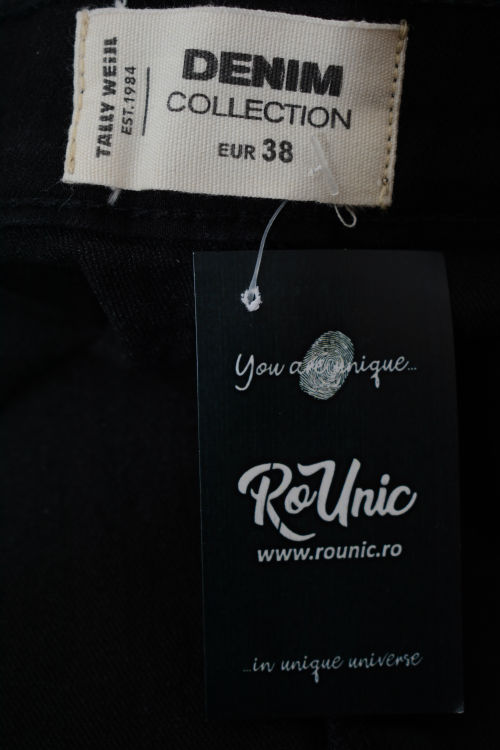 TALLY WEiJL
EST.1984
DENIM
COLLECTION
EUR 38
You are unique...
RoUnic
www.rounic.ro
...in unique universe